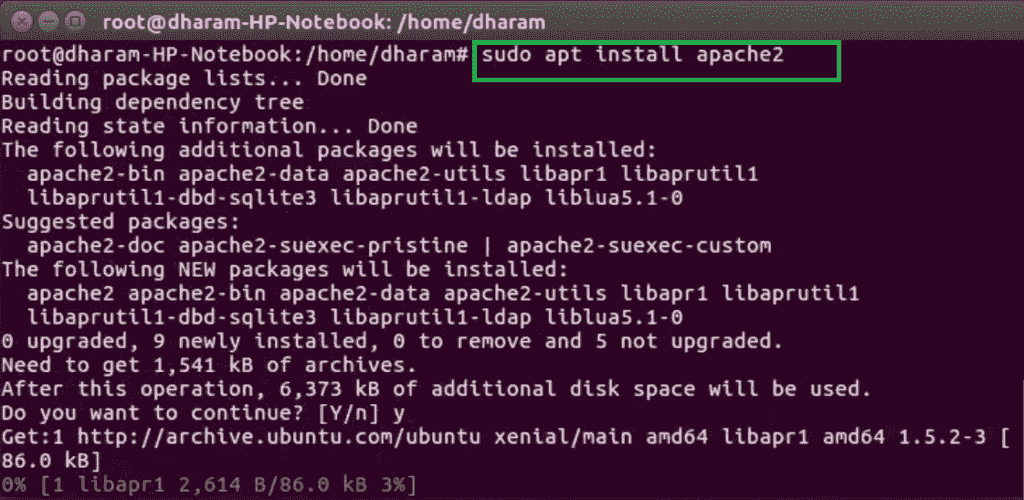 root@dharam-HP-Notebook: /home/dharam
root@dharam-HP-Notebook:/home/dharam# sudo apt install apache2
Reading package lists... Done
Building dependency tree
Reading state information... Done
The following additional packages will be installed:
  apache2-bin apache2-data apache2-utils libapr1 libaprutil1
  libaprutil1-dbd-sqlite3 libaprutil1-ldap liblua5.1-0
Suggested packages:
  apache2-doc apache2-suexec-pristine | apache2-suexec-custom
The following NEW packages will be installed:
  apache2 apache2-bin apache2-data apache2-utils libapr1 libaprutil1
  libaprutil1-dbd-sqlite3 libaprutil1-ldap liblua5.1-0
0 upgraded, 9 newly installed, 0 to remove and 5 not upgraded.
Need to get 1,541 kB of archives.
After this operation, 6,373 kB of additional disk space will be used.
Do you want to continue? [Y/n] y
Get:1 http://archive.ubuntu.com/ubuntu xenial/main amd64 libapr1 amd64 1.5.2-3 [
86.0 kB]
0% [1 libapr1 2,614 B/86.0 kB 3%]